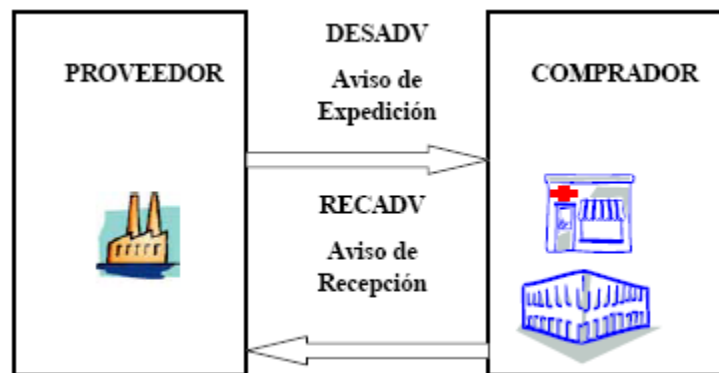 PROVEEDOR
DESADV
Aviso de
Expedición
COMPRADOR
RECADV
Aviso de
Recepción